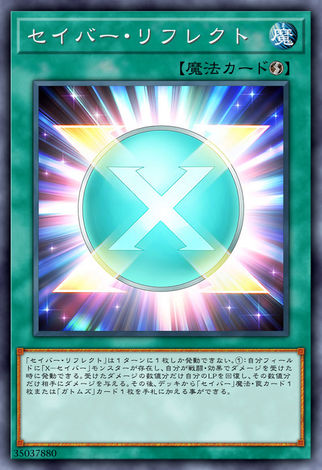 セイバー・リフレクト
魔
【魔法カード】
X
「セイバー・リフレクト」は1ターンに1枚しか発動できない。①：自分フィール
ドに「X－セイバー」モンスターが存在し、自分が戦闘・効果でダメージを受けた
時に発動できる。受けたダメージの数値分だけ自分のLPを回復し、その数値分
だけ相手にダメージを与える。その後、デッキから「セイバー」魔法・罠カード1
枚または「ガトムズ」カード1枚を手札に加える事ができる。
35037880